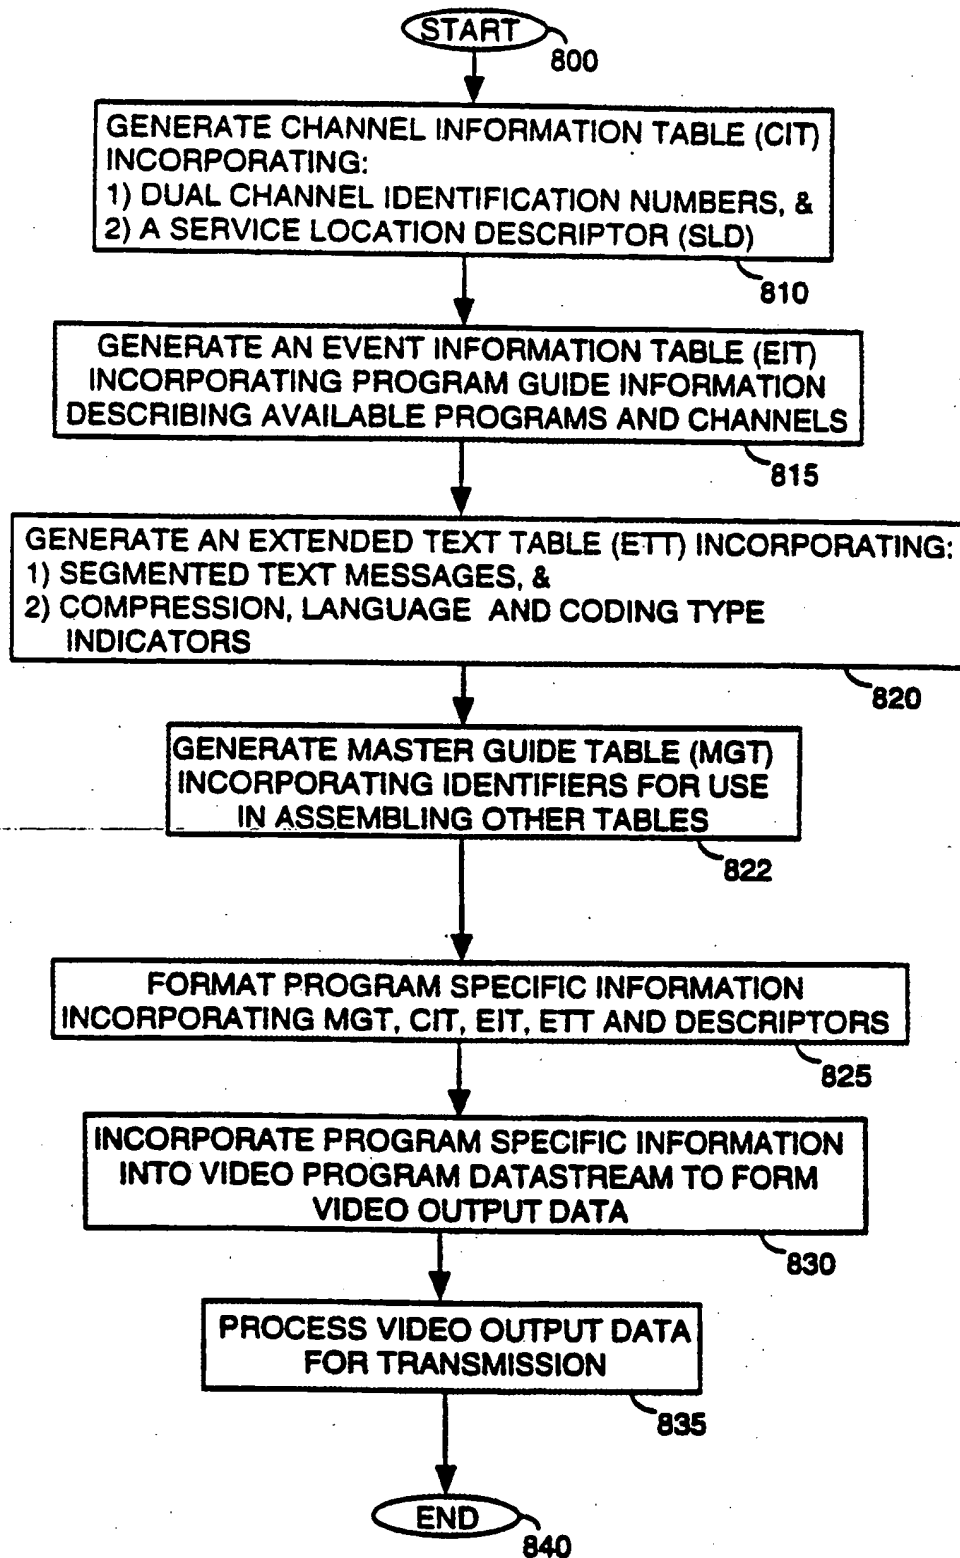 START
800
GENERATE CHANNEL INFORMATION TABLE (CIT)
INCORPORATING:
1) DUAL CHANNEL IDENTIFICATION NUMBERS, &
2) A SERVICE LOCATION DESCRIPTOR (SLD)
810
GENERATE AN EVENT INFORMATION TABLE (EIT)
INCORPORATING PROGRAM GUIDE INFORMATION
DESCRIBING AVAILABLE PROGRAMS AND CHANNELS
815
GENERATE AN EXTENDED TEXT TABLE (ETT) INCORPORATING:
1) SEGMENTED TEXT MESSAGES, &
2) COMPRESSION, LANGUAGE AND CODING TYPE
INDICATORS
820
GENERATE MASTER GUIDE TABLE (MGT)
INCORPORATING IDENTIFIERS FOR USE
IN ASSEMBLING OTHER TABLES
822
FORMAT PROGRAM SPECIFIC INFORMATION
INCORPORATING MGT, CIT, EIT, ETT AND DESCRIPTORS
825
INCORPORATE PROGRAM SPECIFIC INFORMATION
INTO VIDEO PROGRAM DATASTREAM TO FORM
VIDEO OUTPUT DATA
830
PROCESS VIDEO OUTPUT DATA
FOR TRANSMISSION
835
END
840